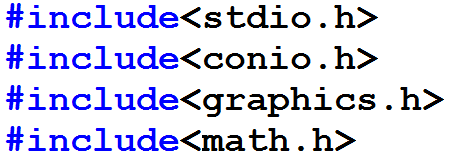 #include<stdio.h>
#include<conio.h>
#include<graphics.h>
#include<math.h>